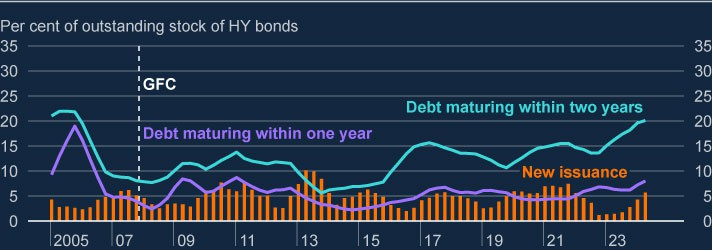 Per cent of outstanding stock of HY bonds
35 35
30 30
GFC
25 25
Debt maturing within two years
20 20
Debt maturing within one year
15 15
New issuance
10 10
5 5
0 0
2005 07 09 11 13 15 17 19 21 23